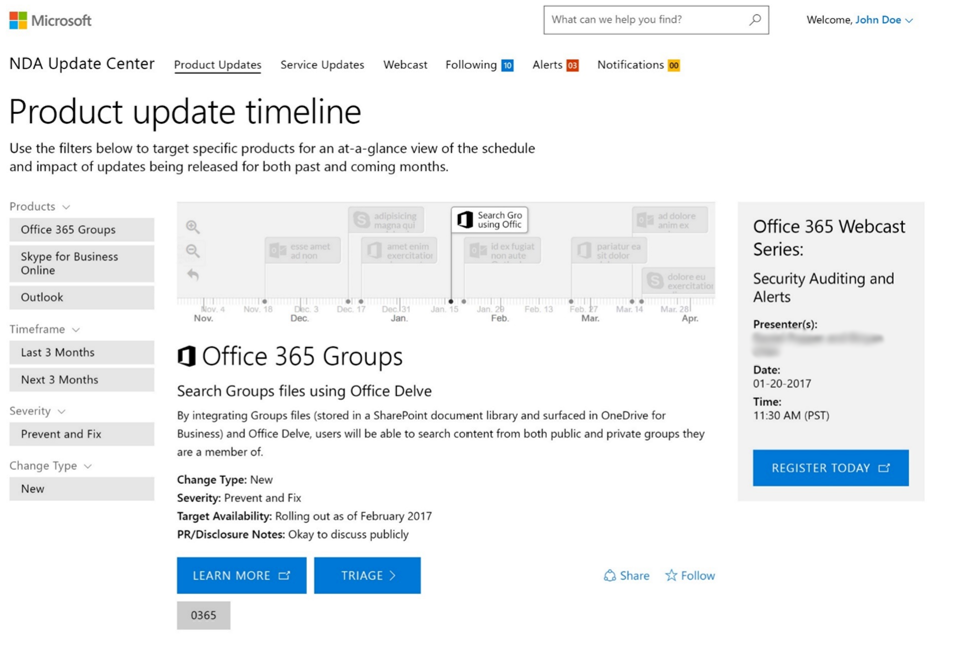 Microsoft
What can we help you find?
Welcome, John Doe
NDA Update Center
Product Updates
Service Updates
Webcast
Following 10
Alerts 03
Notifications 00
Product update timeline
Use the filters below to target specific products for an at-a-glance view of the schedule
and impact of updates being released for both past and coming months.
Products
Office 365 Groups
Skype for Business
Online
Outlook
Timeframe
Last 3 Months
Next 3 Months
Severity
Prevent and Fix
Change Type
New
adipisicing
magna qui
Search Gro
using Offic
ad dolore
anim ex
esse amet
ad non
amet enim
exercitation
id ex fugiat
non aute
pariatur ea
sit dolor
dolore eu
exercitation
Nov. 4 Nov. 18 Dec. 3 Dec. 17 Dec. 31 Jan. 15 Jan. 29 Feb. 13 Feb. 27 Mar. 14 Mar. 28
Nov. Dec. Jan. Feb. Mar. Apr.
Office 365 Groups
Search Groups files using Office Delve
By integrating Groups files (stored in a SharePoint document library and surfaced in OneDrive for
Business) and Office Delve, users will be able to search content from both public and private groups they
are a member of.
Change Type: New
Severity: Prevent and Fix
Target Availability: Rolling out as of February 2017
PR/Disclosure Notes: Okay to discuss publicly
LEARN MORE
TRIAGE
Share
Follow
0365
Office 365 Webcast
Series:
Security Auditing and
Alerts
Presenter(s):
Date:
01-20-2017
Time:
11:30 AM (PST)
REGISTER TODAY